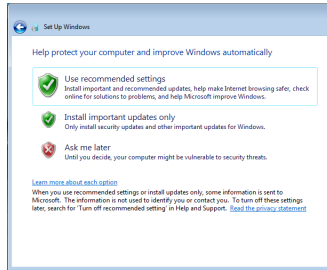 Set Up Windows
Help protect your computer and improve Windows automatically
Use recommended settings
Install important and recommended updates, help make Internet browsing safer, check
online for solutions to problems, and help Microsoft improve Windows.
Install important updates only
Only install security updates and other important updates for Windows.
Ask me later
Until you decide, your computer might be vulnerable to security threats.
Learn more about each option
When you use recommended settings or install updates only, some information is sent to
Microsoft. The information is not used to identify you or contact you. To turn off these settings
later, search for 'Turn off recommended setting' in Help and Support. Read the privacy statement